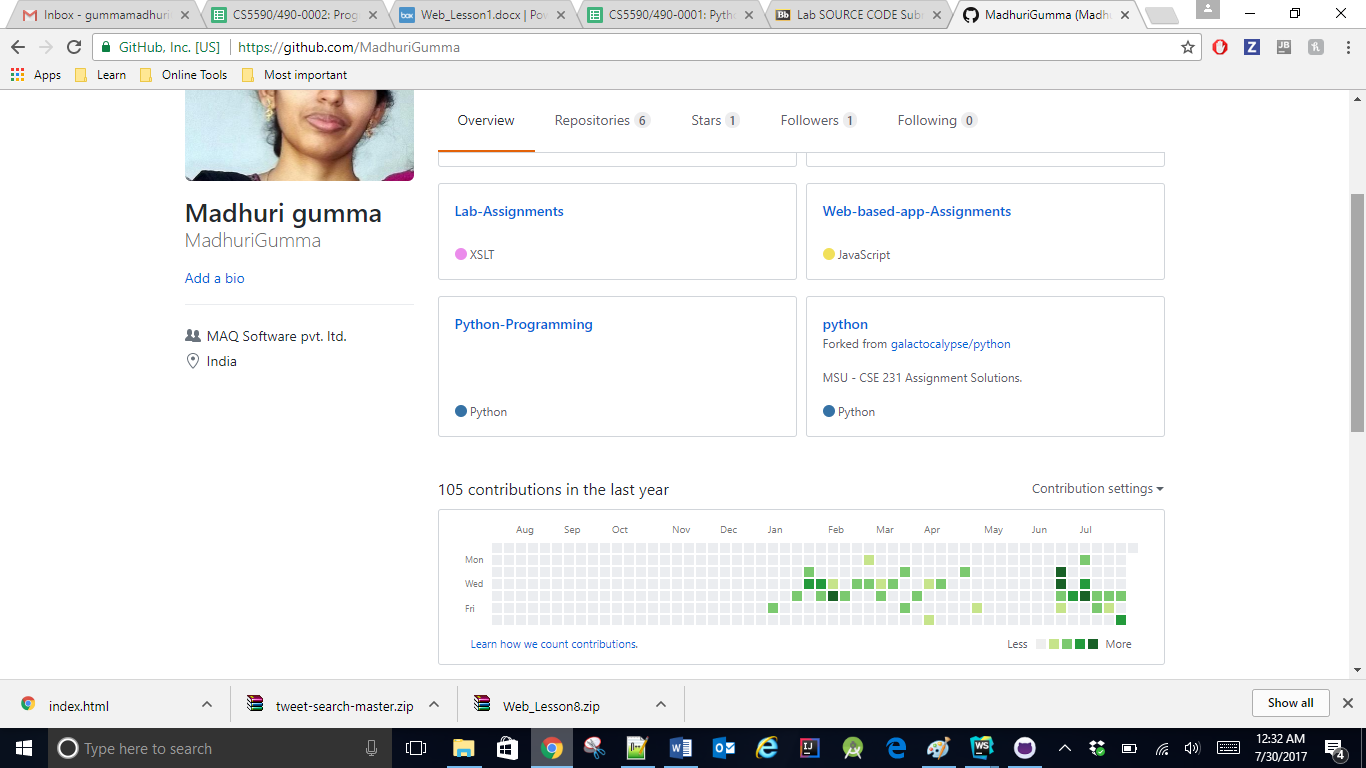 Inbox - gummamadhuri
CS5590/490-0002: Prog
Web_Lesson1.docx | Po
CS5590/490-0001: Pyth
Bb Lab SOURCE CODE Sub
MadhuriGumma (Madh
GitHub, Inc. [US] https://github.com/MadhuriGumma
Apps Learn Online Tools Most important
Overview Repositories 6 Stars 1 Followers 1 Following 0
Madhuri gumma
MadhuriGumma
Add a bio
MAQ Software pvt. ltd.
India
Lab-Assignments
XSLT
Web-based-app-Assignments
JavaScript
Python-Programming
Python
python
Forked from galactocalypse/python
MSU - CSE 231 Assignment Solutions.
Python
105 contributions in the last year
Contribution settings
Aug Sep Oct Nov Dec Jan Feb Mar Apr May Jun Jul
Mon
Wed
Fri
Learn how we count contributions.
Less More
index.html
tweet-search-master.zip
Web_Lesson8.zip
Show all
Type here to search
12:32 AM
7/30/2017
4